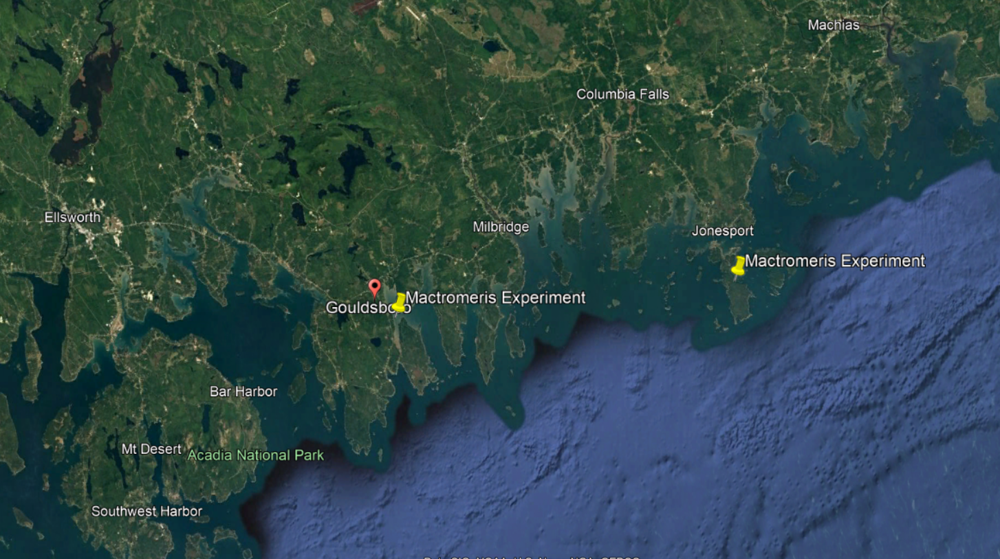 Machias
Columbia Falls
Ellsworth
Milbridge
Jonesport
Mactromeris Experiment
Mactromeris Experiment
Gouldsboro
Bar Harbor
Mt Desert
Acadia National Park
Southwest Harbor